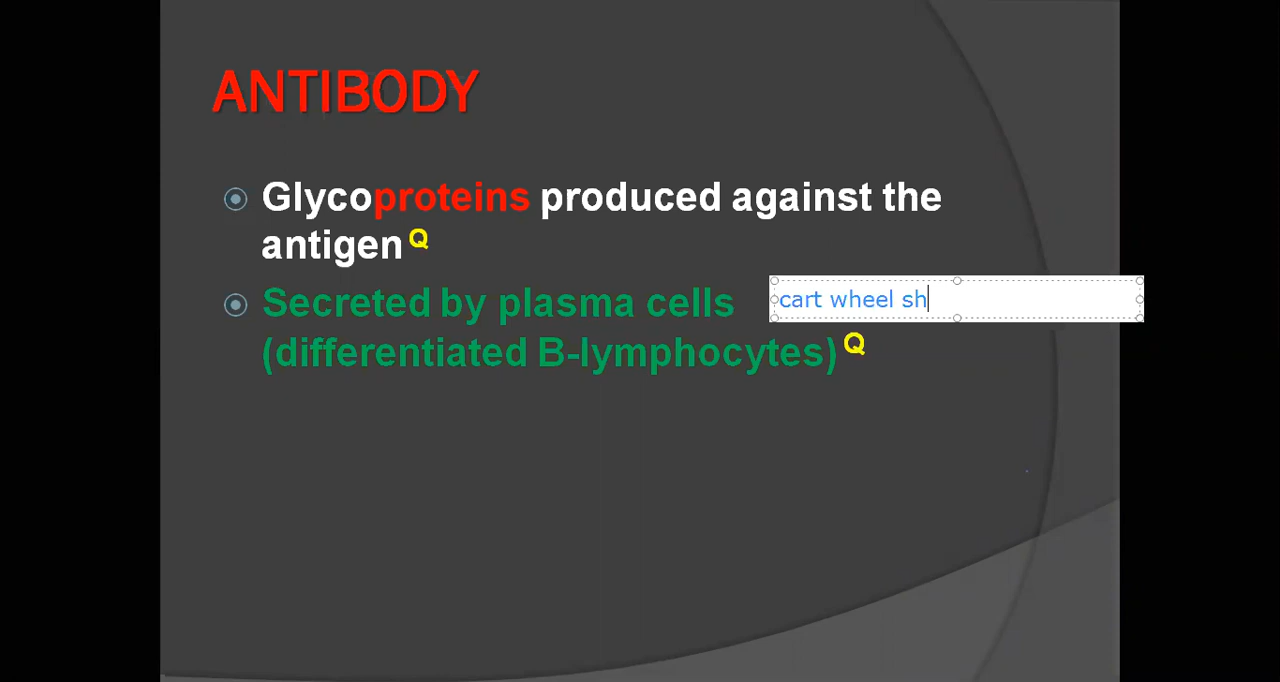 ANTIBODY
Glycoproteins produced against the
antigen Q
Secreted by plasma cells
cart wheel sh
(differentiated B-lymphocytes) Q